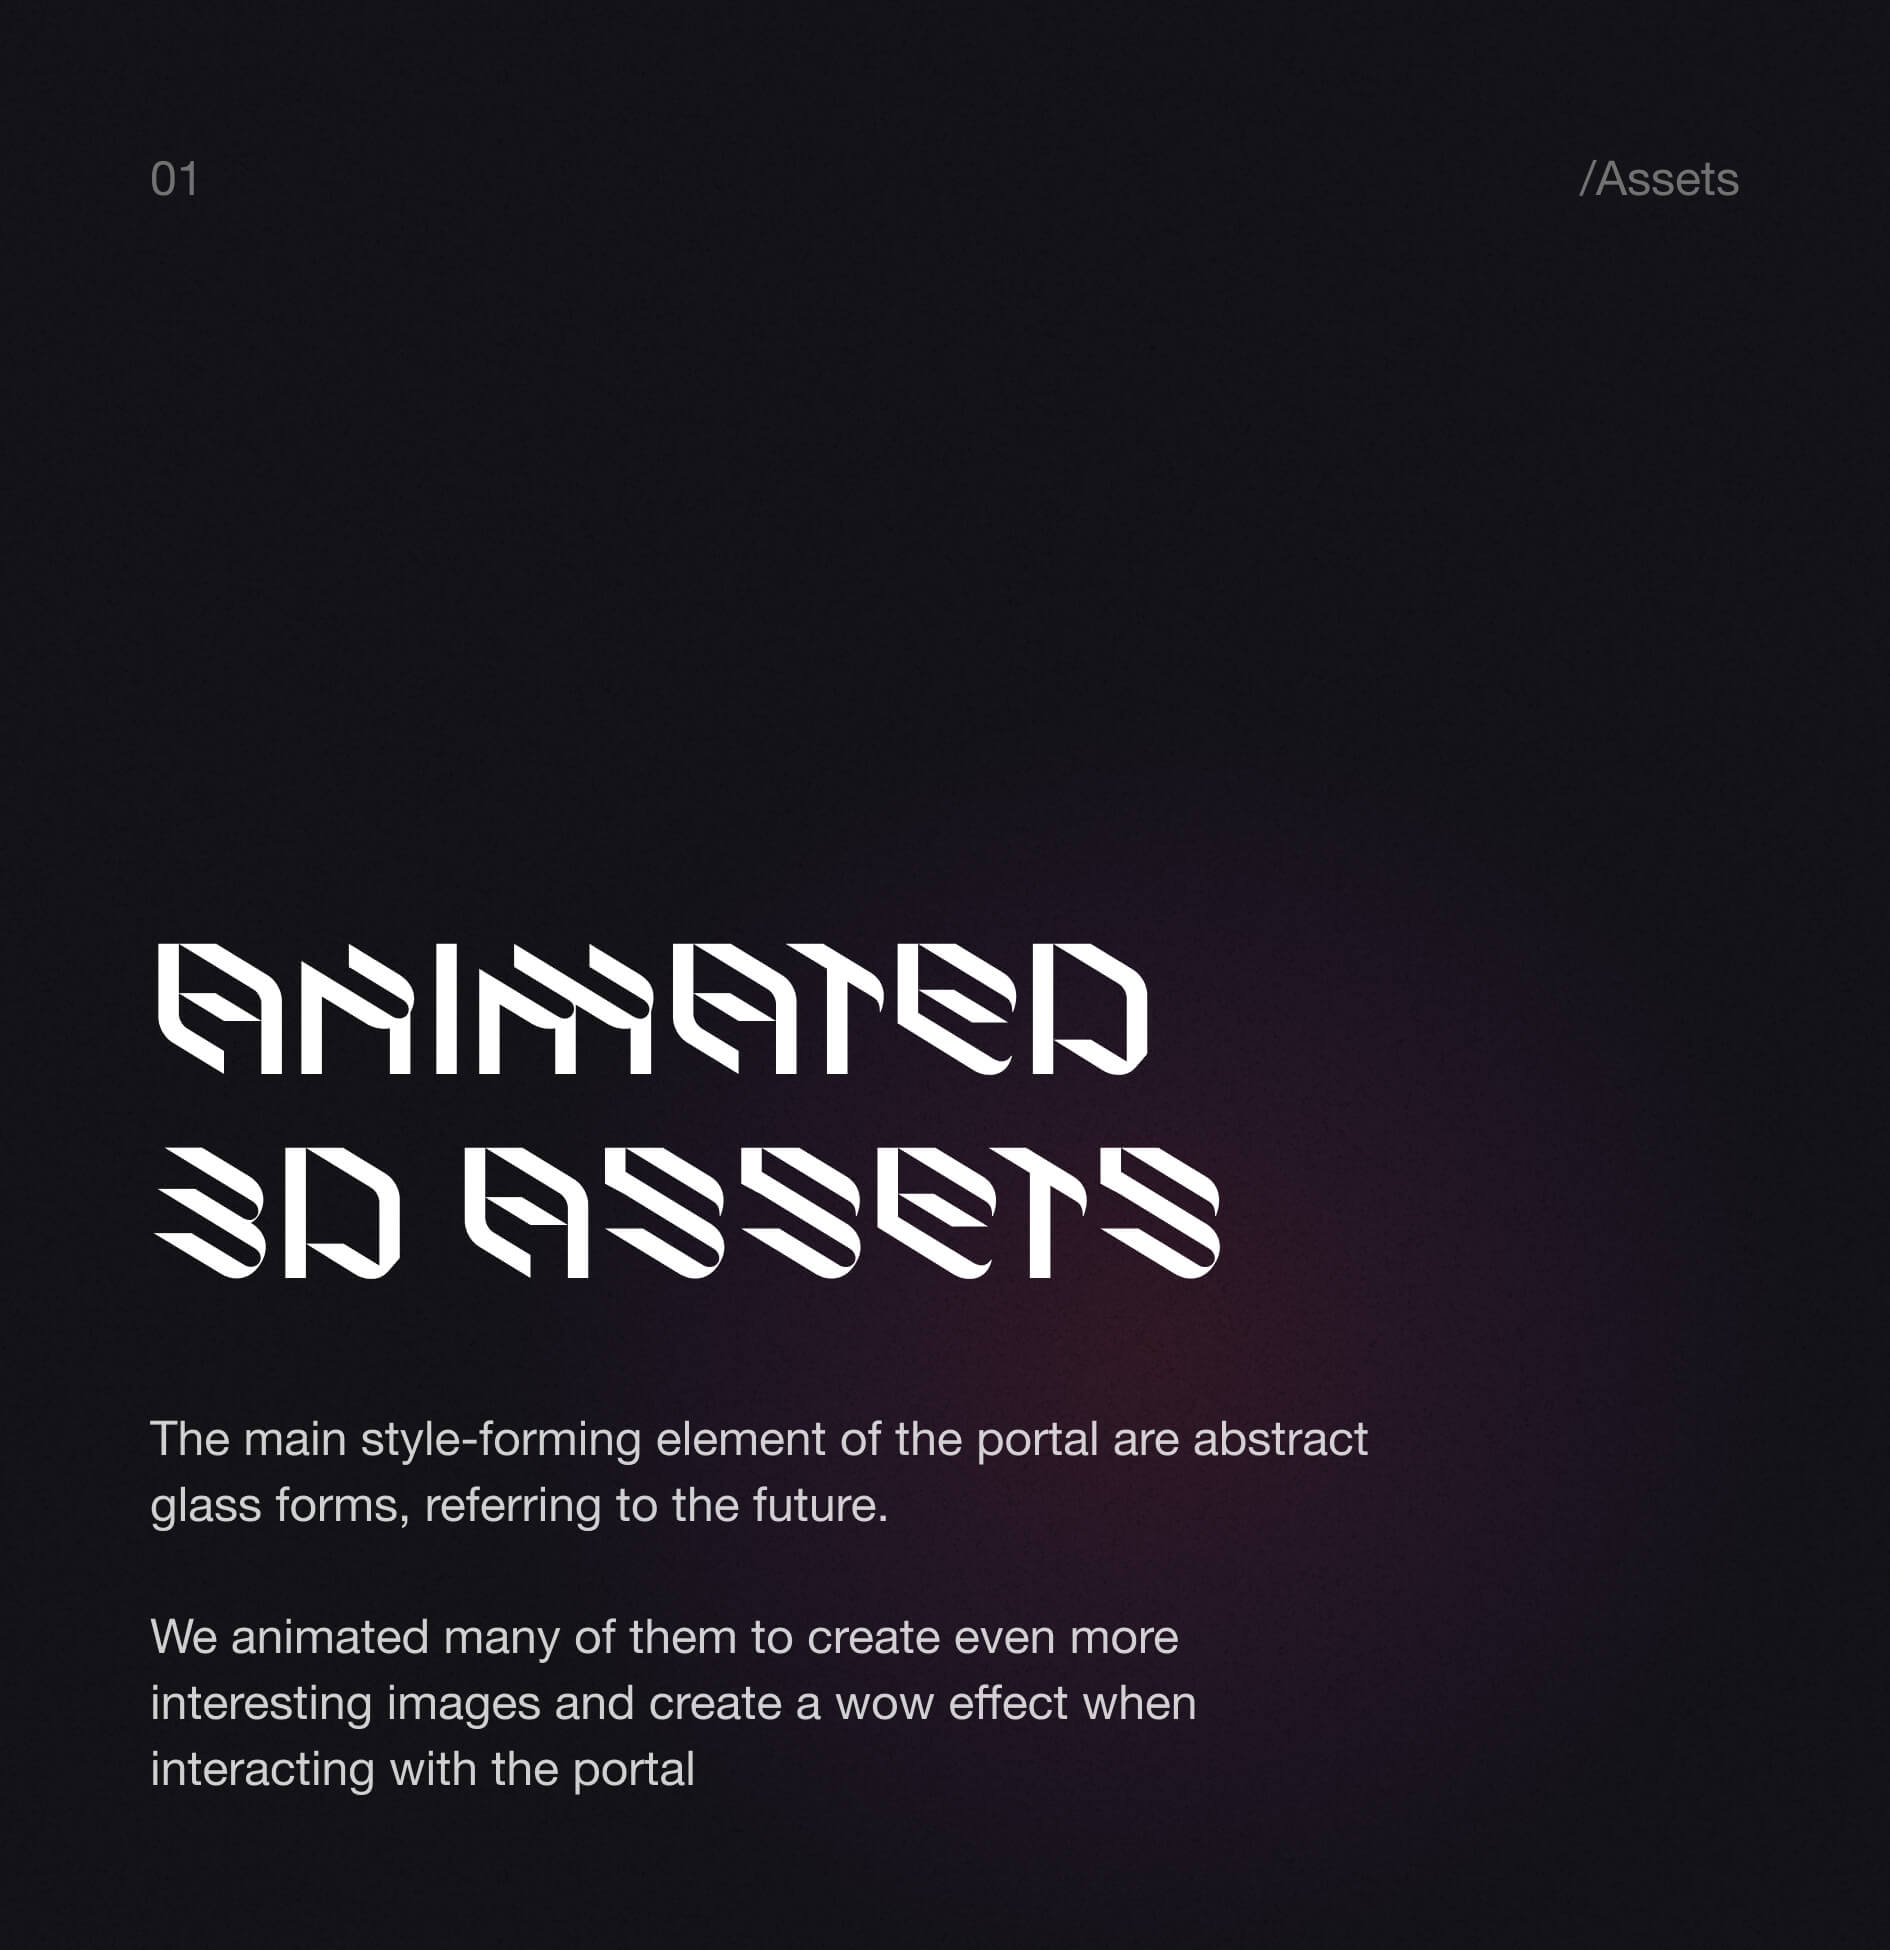 01
/Assets
ANIMATED
3D ASSETS
The main style-forming element of the portal are abstract
glass forms, referring to the future.
We animated many of them to create even more
interesting images and create a wow effect when
interacting with the portal